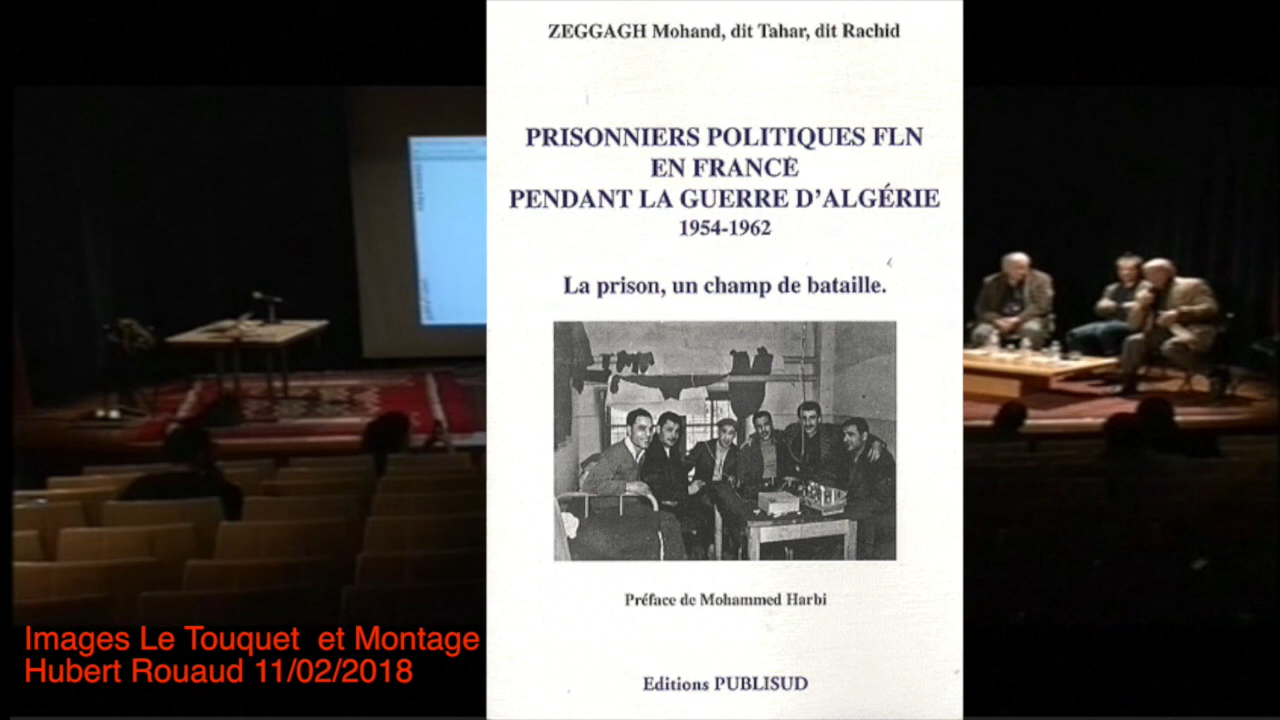 ZEGGAGH Mohand, dit Tahar, dit Rachid
PRISONNIERS POLITIQUES FLN
EN FRANCE
PENDANT LA GUERRE D'ALGÉRIE
1954-1962
La prison, un champ de bataille.
Préface de Mohammed Harbi
Editions PUBLISUD
Images Le Touquet et Montage
Hubert Rouaud 11/02/2018